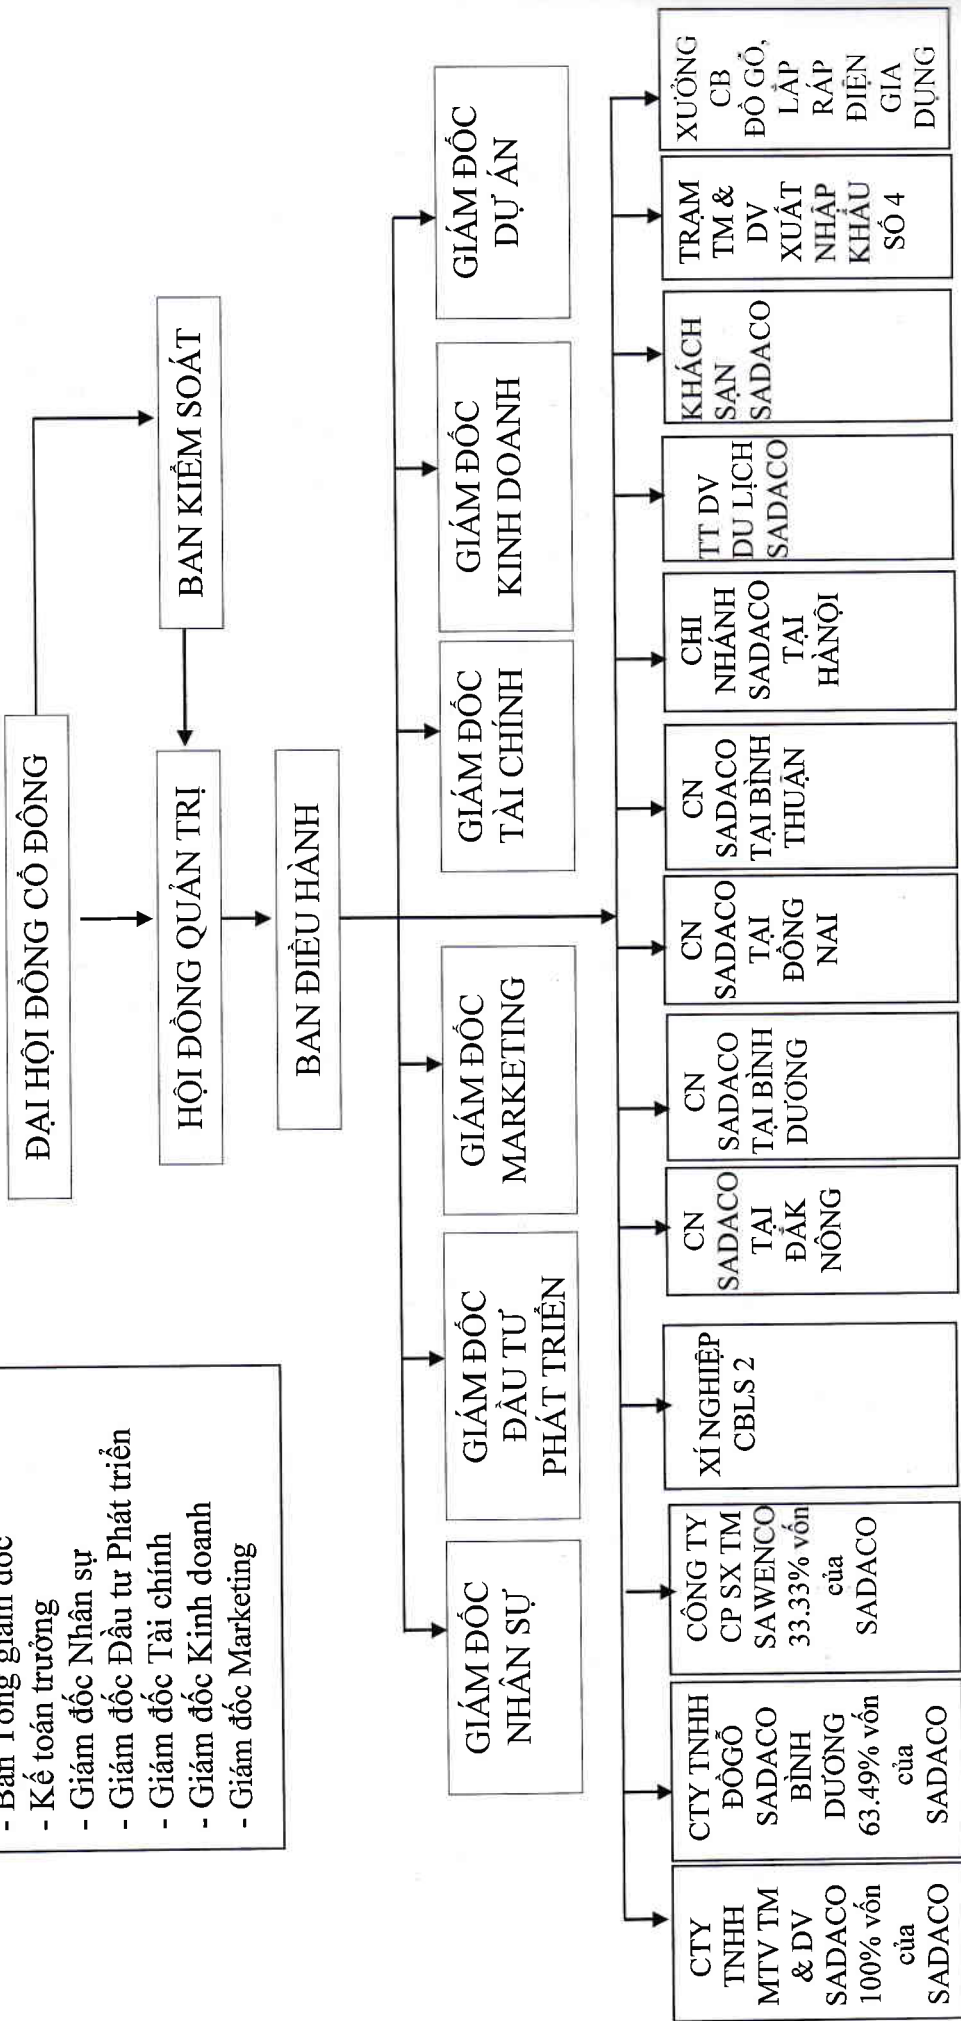 ĐẠI HỘI ĐỒNG CỔ ĐÔNG
BAN KIỂM SOÁT
HỘI ĐỒNG QUẢN TRỊ
BAN ĐIỀU HÀNH
- Ban Tổng giám đốc
- Kế toán trưởng
- Giám đốc Nhân sự
- Giám đốc Đầu tư Phát triển
- Giám đốc Tài chính
- Giám đốc Kinh doanh
- Giám đốc Marketing
GIÁM ĐỐC
NHÂN SỰ
GIÁM ĐỐC
ĐẦU TƯ
PHÁT TRIỂN
GIÁM ĐỐC
MARKETING
GIÁM ĐỐC
TÀI CHÍNH
GIÁM ĐỐC
KINH DOANH
GIÁM ĐỐC
DỰ ÁN
CTY
TNHH
MTV TM
& DV
SADACO
100% vốn
của
SADACO
CTY TNHH
ĐỒGỖ
SADACO
BÌNH
DƯƠNG
63.49% vốn
của
SADACO
CÔNG TY
CP SX TM
SAWENCO
33.33% vốn
của
SADACO
XÍ NGHIỆP
CBLS 2
CN
SADACO
TẠI
ĐẮK
NÔNG
CN
SADACO
TẠI BÌNH
DƯƠNG
CN
SADACO
TẠI
ĐỒNG
NAI
CN
SADACO
TẠI BÌNH
THUẬN
CHI
NHÁNH
SADACO
TẠI
HÀNỘI
TT DV
DU LỊCH
SADACO
KHÁCH
SẠN
SADACO
TRẠM
TM &
DV
XUẤT
NHẬP
KHẨU
SỐ 4
XƯỞNG
CB
ĐỒ GỖ,
LẮP
RÁP
ĐIỆN
GIA
DỤNG